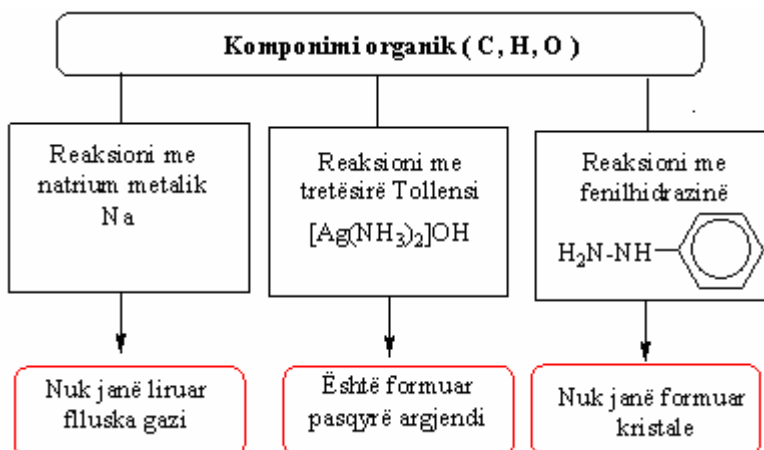 Komponimi organik ( C, H, O )
Reaksioni me
natrium metalik
Na
Reaksioni me
tretësirë Tollensi
[Ag(NH3)2]OH
Reaksioni me
fenilhidrazinë
H2N-NH
Nuk janë liruar
flluska gazi
Është formuar
pasqyrë argjendi
Nuk janë formuar
kristale